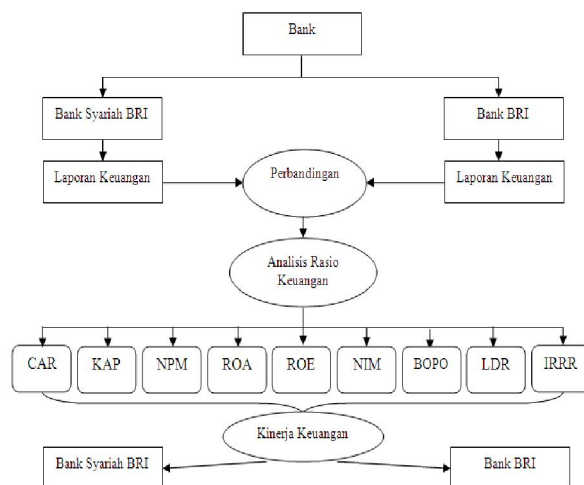 Bank
Bank Syariah BRI
Bank BRI
Laporan Keuangan
Perbandingan
Laporan Keuangan
Analisis Rasio
Keuangan
CAR
KAP
NPM
ROA
ROE
NIM
BOPO
LDR
IRRR
Kinerja Keuangan
Bank Syariah BRI
Bank BRI